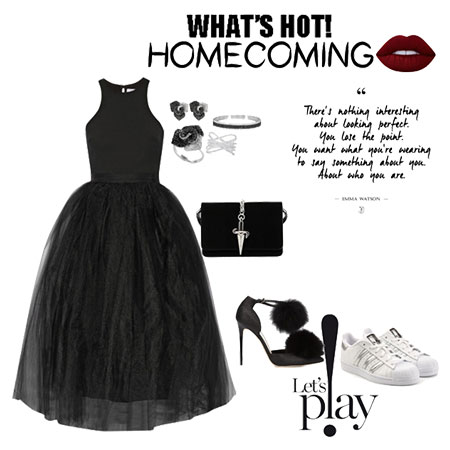 WHAT'S HOT!
HOMECOMING
“
There's nothing interesting
about looking perfect.
You lose the point.
You want what you're wearing
to say something about you.
About who you are.
EMMA WATSON
Let's
play